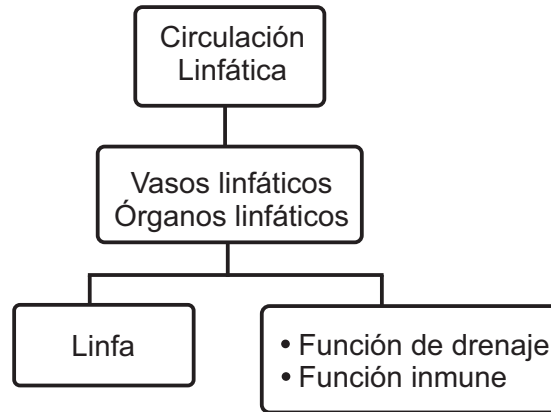 Circulación
Linfática
Vasos linfáticos
Órganos linfáticos
Linfa
• Función de drenaje
• Función inmune